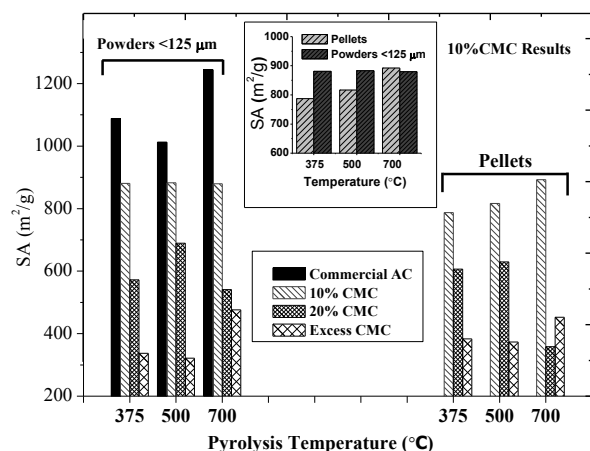 Powders <125 μm
10%CMC Results
Pellets
Powders <125 μm
SA (m²/g)
1000
900
800
700
600
375 500 700
Temperature (°C)
Pellets
SA (m²/g)
1200
1000
800
600
400
200
Commercial AC
10% CMC
20% CMC
Excess CMC
375 500 700 375 500 700
Pyrolysis Temperature (°C)